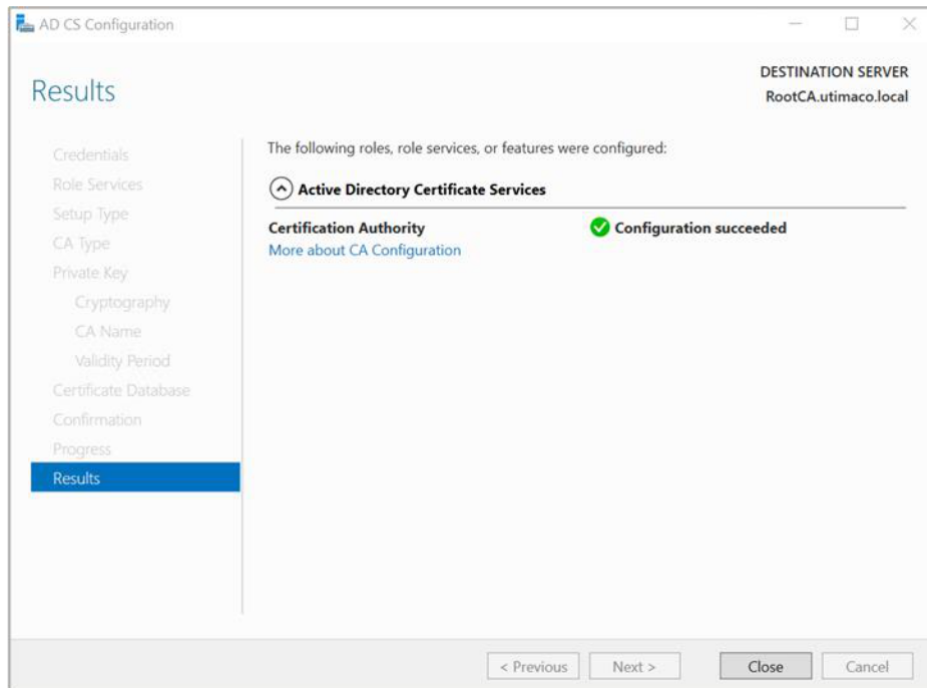 AD CS Configuration
DESTINATION SERVER
RootCA.utimaco.local
Results
Credentials
Role Services
Setup Type
CA Type
Private Key
Cryptography
CA Name
Validity Period
Certificate Database
Confirmation
Progress
Results
The following roles, role services, or features were configured:
Active Directory Certificate Services
Certification Authority
Configuration succeeded
More about CA Configuration
< Previous
Next >
Close
Cancel